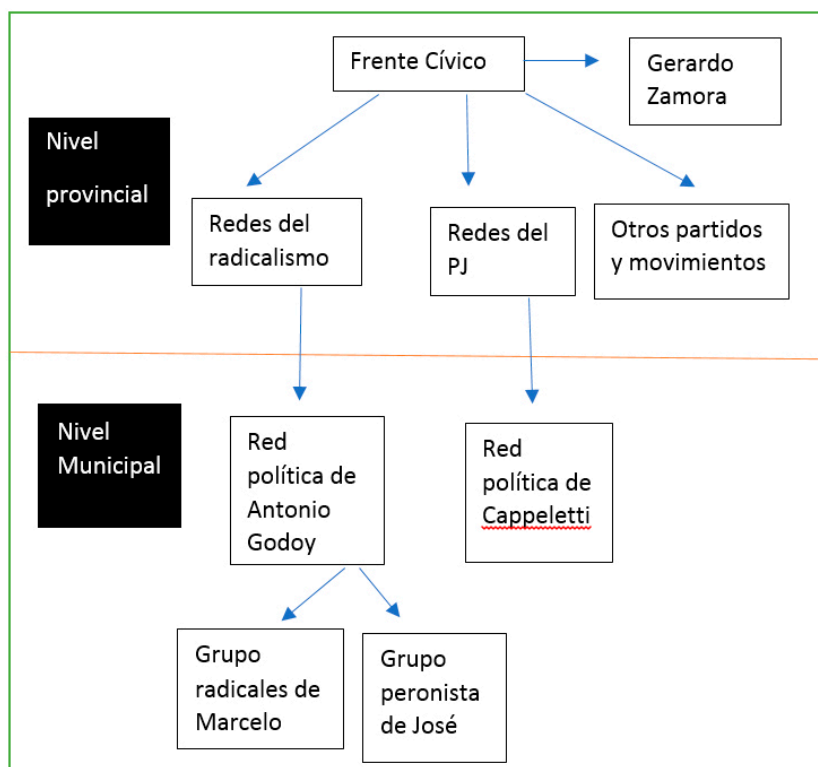 Frente Cívico
Gerardo
Zamora
Nivel
provincial
Redes del
radicalismo
Redes del
PJ
Otros partidos
y movimientos
Nivel
Municipal
Red
política de
Antonio
Godoy
Red
política de
Cappeletti
Grupo
radicales de
Marcelo
Grupo
peronista
de José